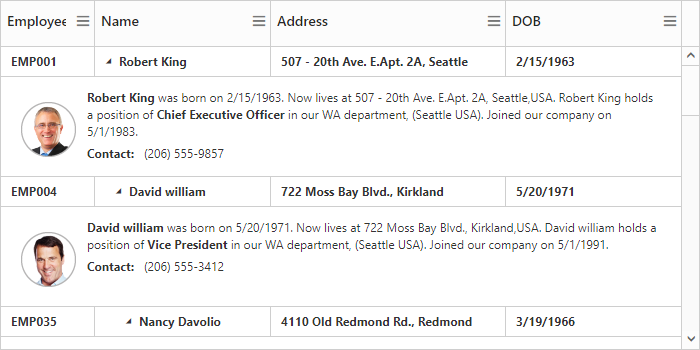 Employee Name Address DOB
EMP001 Robert King 507 - 20th Ave. E.Apt. 2A, Seattle 2/15/1963
Robert King was born on 2/15/1963. Now lives at 507 - 20th Ave. E.Apt. 2A, Seattle,USA. Robert King holds
a position of Chief Executive Officer in our WA department, (Seattle USA). Joined our company on
5/1/1983.
Contact: (206) 555-9857
EMP004 David william 722 Moss Bay Blvd., Kirkland 5/20/1971
David william was born on 5/20/1971. Now lives at 722 Moss Bay Blvd., Kirkland,USA. David william holds a
position of Vice President in our WA department, (Seattle USA). Joined our company on 5/1/1991.
Contact: (206) 555-3412
EMP035 Nancy Davolio 4110 Old Redmond Rd., Redmond 3/19/1966